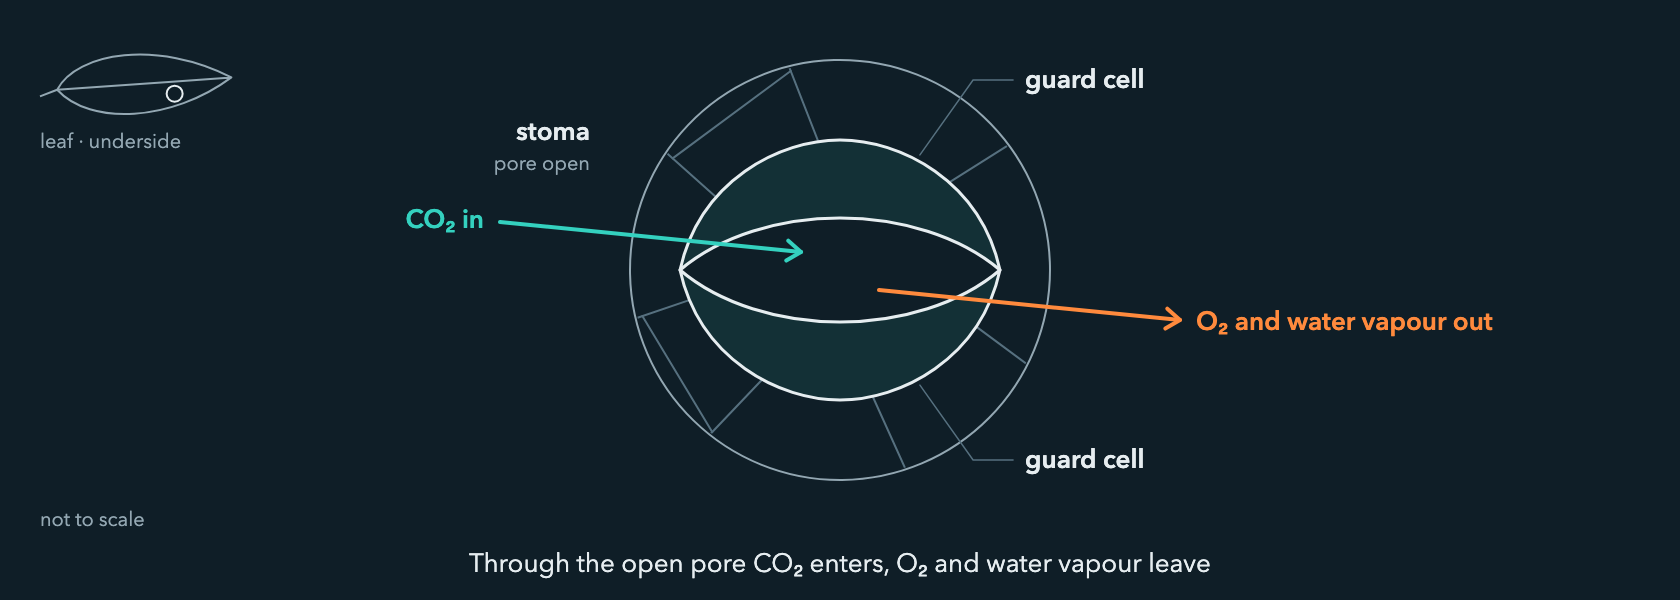 leaf · underside
stoma
pore open
guard cell
CO₂ in
O₂ and water vapour out
guard cell
not to scale
Through the open pore CO₂ enters, O₂ and water vapour leave